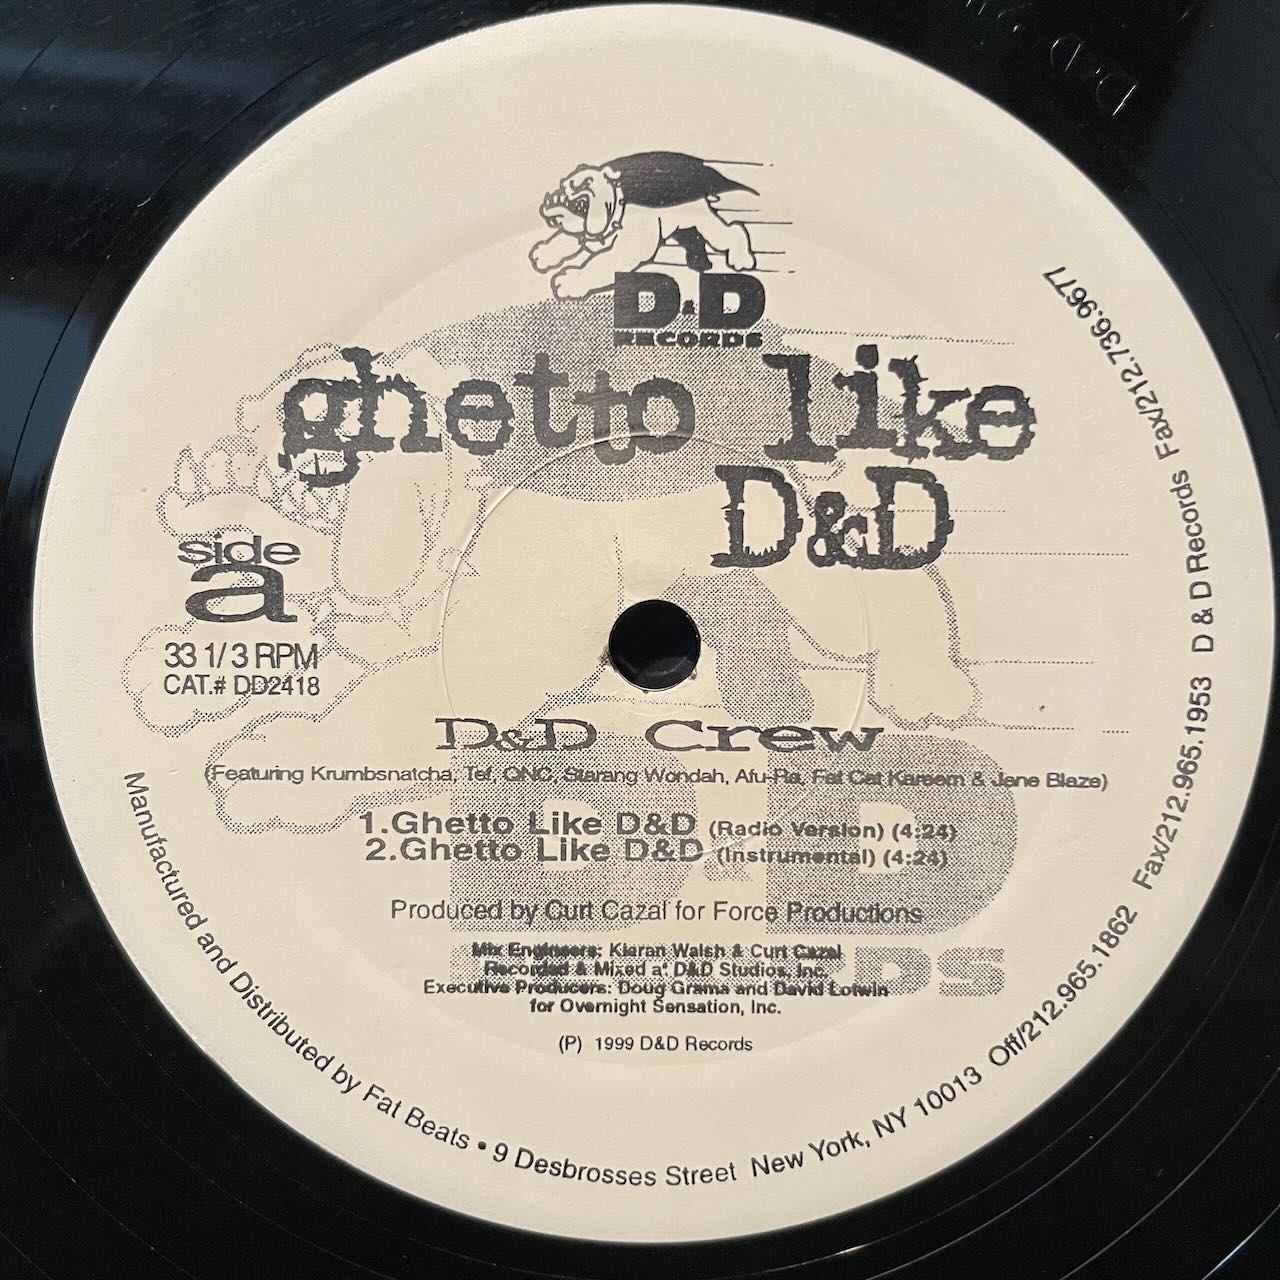 D&D
RECORDS
ghetto like
D&D
side
a
33 1/3 RPM
CAT.# DD2418
D&D Crew
(Featuring Krumbsnatcha, Tef, QNC, Starang Wondah, Afu-Ra, Fat Cat Kareem & Jane Blaze)
1.Ghetto Like D&D (Radio Version) (4:24)
2.Ghetto Like D&D (Instrumental) (4:24)
Produced by Curt Cazal for Force Productions
Mix Engineers: Kieran Walsh & Curt Cazal
Recorded & Mixed at D&D Studios, Inc.
Executive Producers: Doug Grama and David Lotwin
for Overnight Sensation, Inc.
(P) 1999 D&D Records
Manufactured and Distributed by Fat Beats • 9 Desbrosses Street New York, NY 10013 Off/212.965.1862 Fax/212.965.1953 D & D Records Fax/212.736.9677
D&D
RECORDS